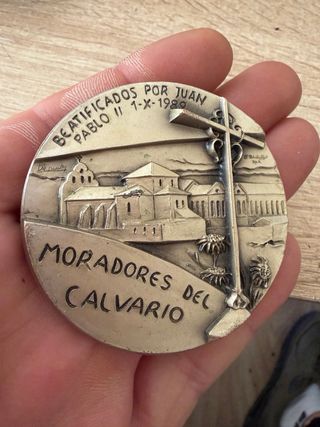 BEATIFICADOS POR JUAN
PABLO II 1-X-1989
MORADORES DEL
CALVARIO